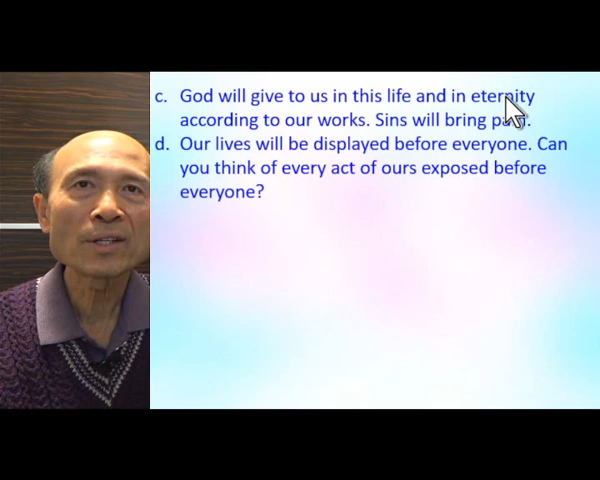 c. God will give to us in this life and in eternity
according to our works. Sins will bring
d. Our lives will be displayed before everyone. Can
you think of every act of ours exposed before
everyone?